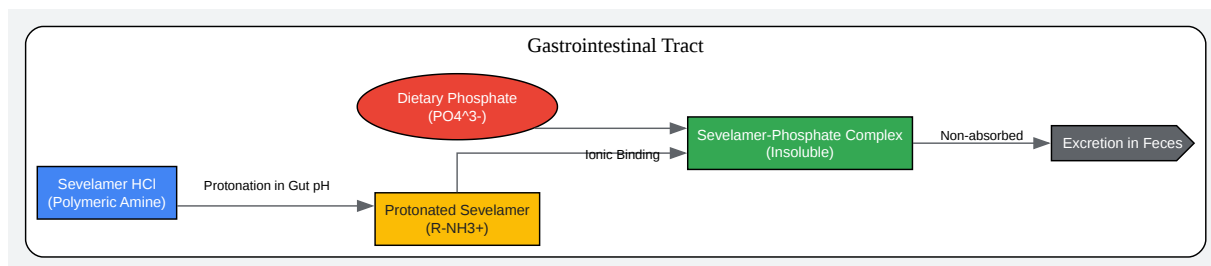 Gastrointestinal Tract
Dietary Phosphate
(PO4^3-)
Sevelamer-Phosphate Complex
(Insoluble)
Non-absorbed
Excretion in Feces
Ionic Binding
Sevelamer HCl
(Polymeric Amine)
Protonation in Gut pH
Protonated Sevelamer
(R-NH3+)